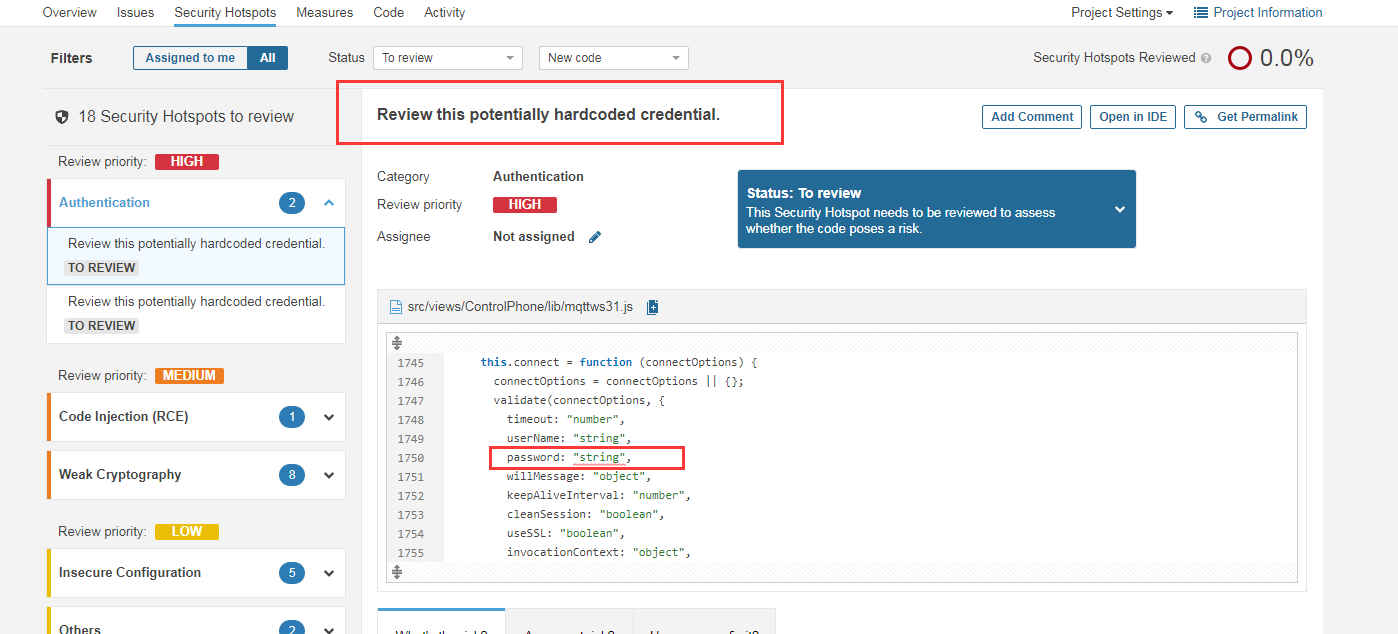 Overview Issues Security Hotspots Measures Code Activity Project Settings Project Information
Filters Assigned to me All Status To review New code Security Hotspots Reviewed 0.0%
18 Security Hotspots to review
Review priority: HIGH
Authentication 2
Review this potentially hardcoded credential.
TO REVIEW
Review this potentially hardcoded credential.
TO REVIEW
Review priority: MEDIUM
Code Injection (RCE) 1
Weak Cryptography 8
Review priority: LOW
Insecure Configuration 5
Others 2
Review this potentially hardcoded credential.
Add Comment Open in IDE Get Permalink
Category Authentication
Review priority HIGH
Assignee Not assigned
Status: To review
This Security Hotspot needs to be reviewed to assess
whether the code poses a risk.
src/views/ControlPhone/lib/mqttws31.js
1745 this.connect = function (connectOptions) {
1746 connectOptions = connectOptions || {};
1747 validate(connectOptions, {
1748 timeout: "number",
1749 userName: "string",
1750 password: "string",
1751 willMessage: "object",
1752 keepAliveInterval: "number",
1753 cleanSession: "boolean",
1754 useSSL: "boolean",
1755 invocationContext: "object",